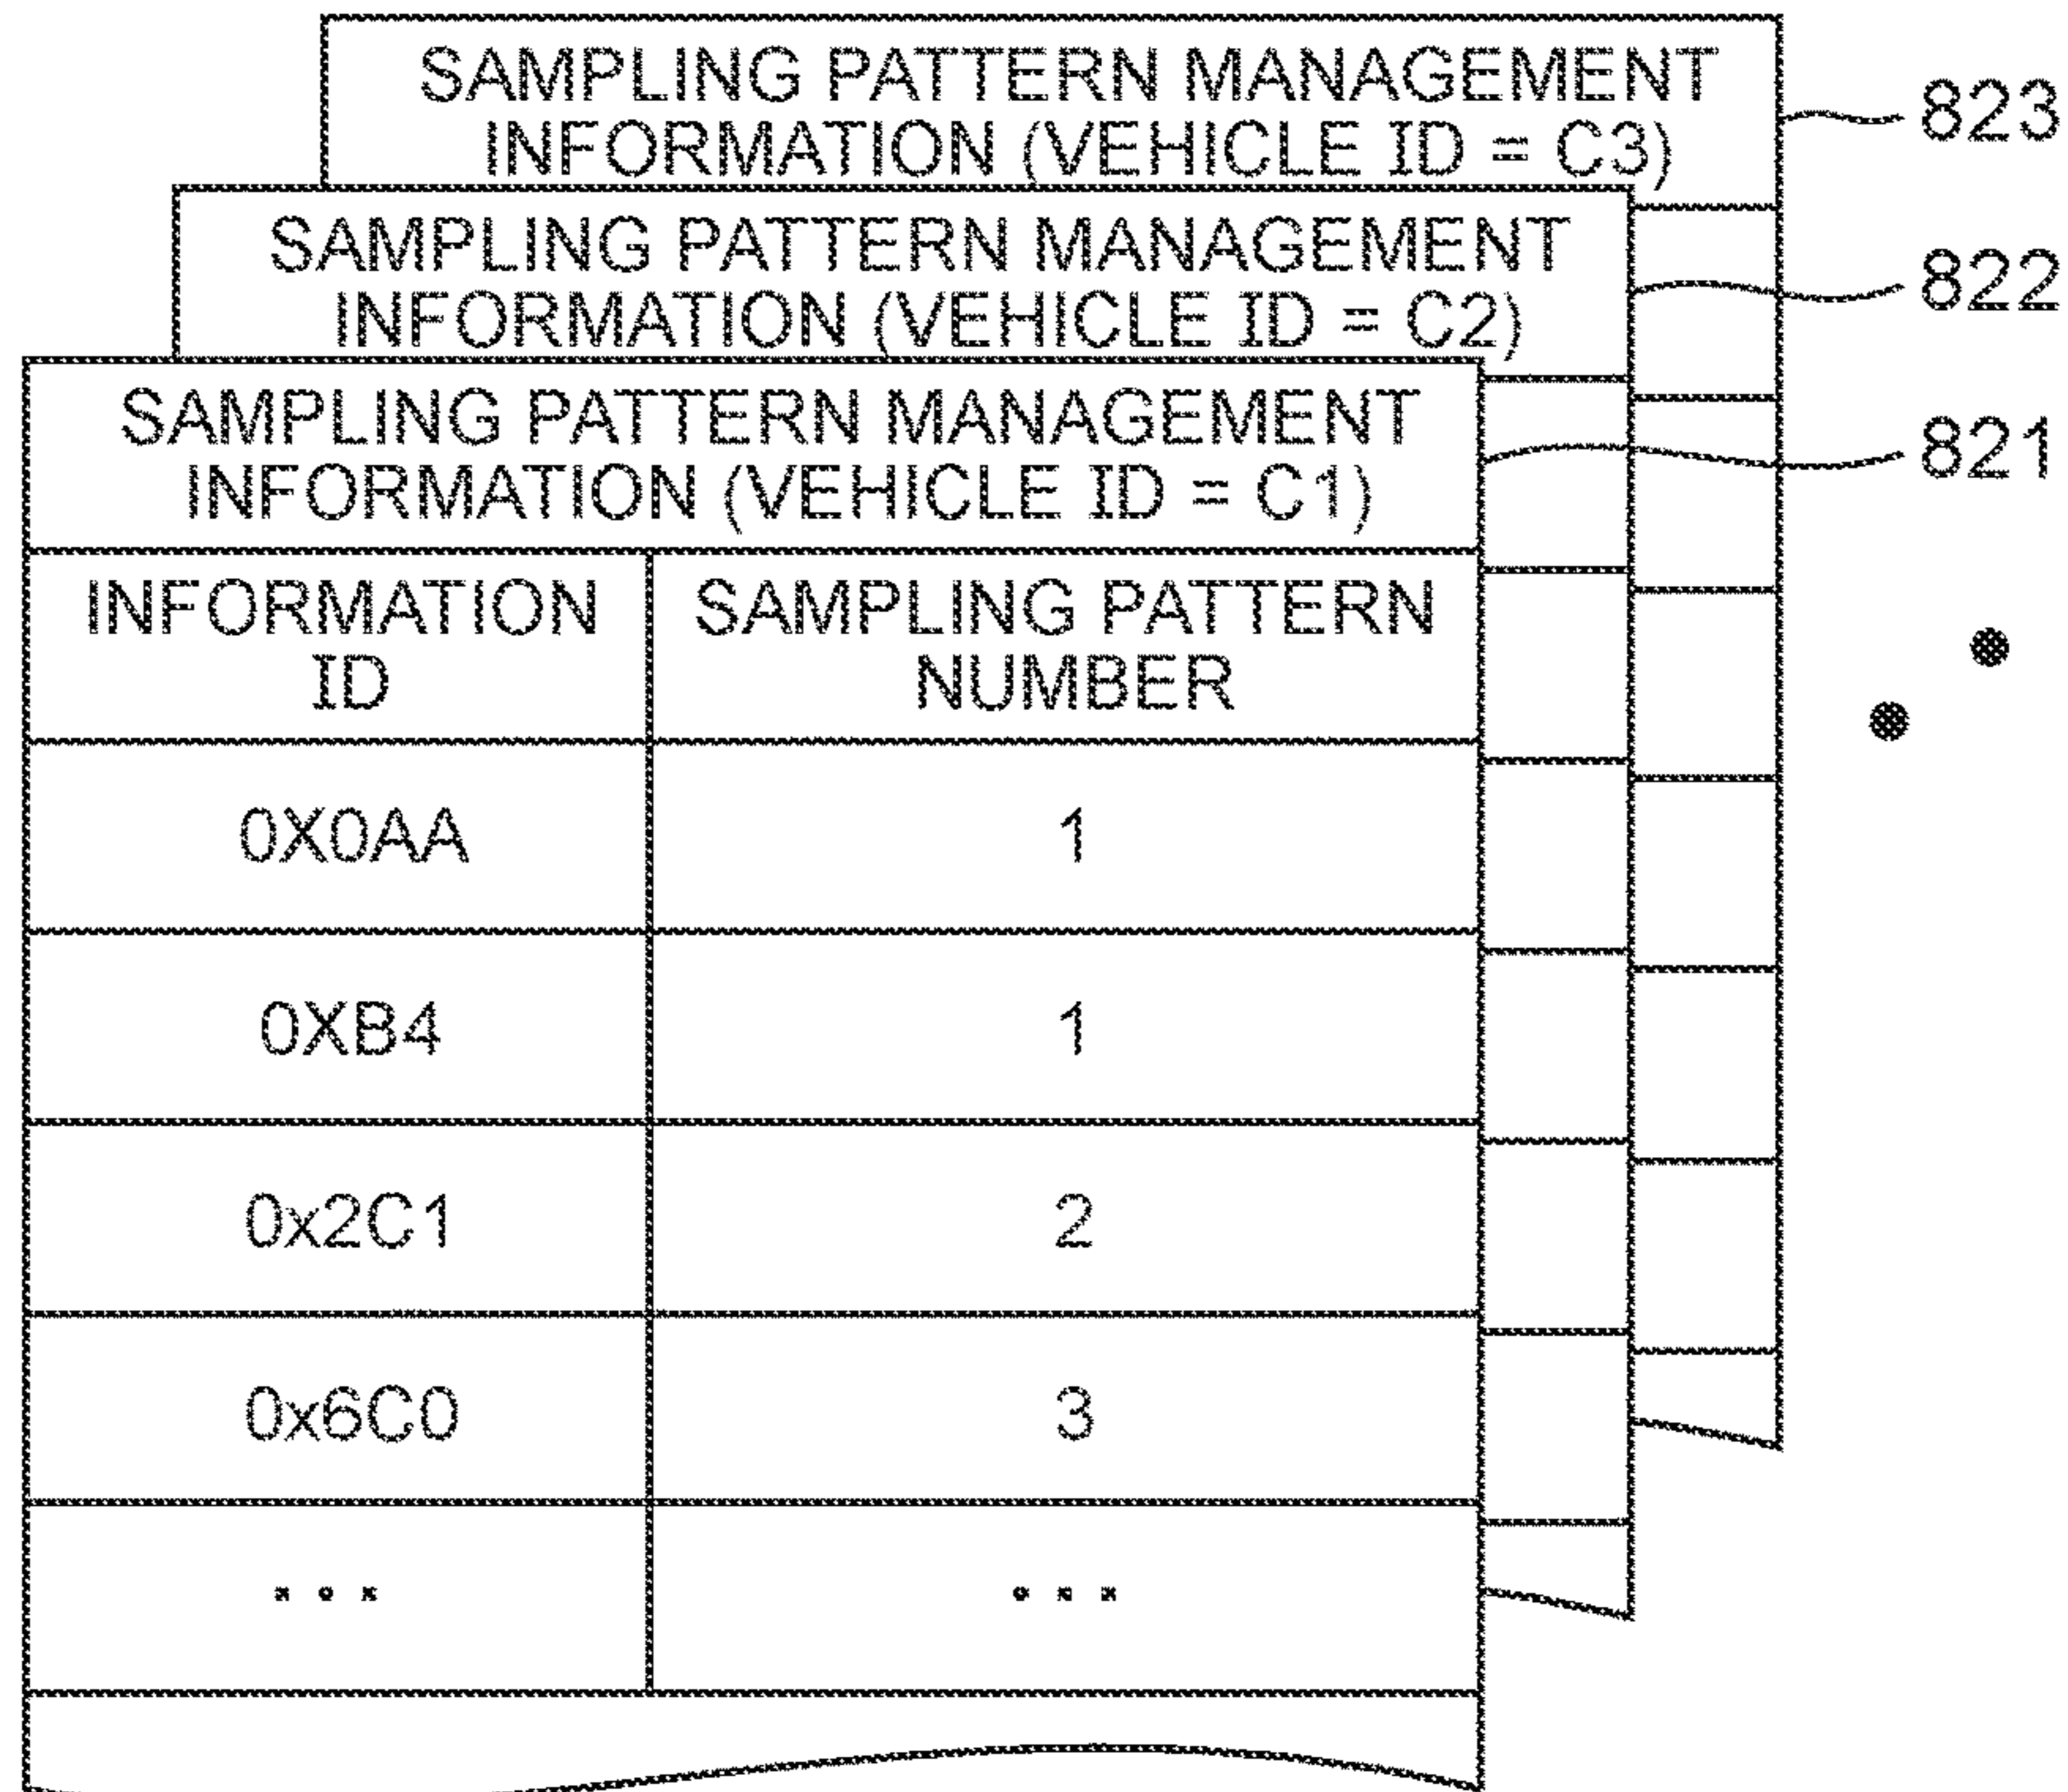 SAMPLING PATTERN MANAGEMENT
INFORMATION (VEHICLE ID = C3)
823
SAMPLING PATTERN MANAGEMENT
INFORMATION (VEHICLE ID = C2)
822
SAMPLING PATTERN MANAGEMENT
INFORMATION (VEHICLE ID = C1)
821
INFORMATION
ID
SAMPLING PATTERN
NUMBER
0X0AA 1
0XB4 1
0x2C1 2
0x6C0 3
... ...